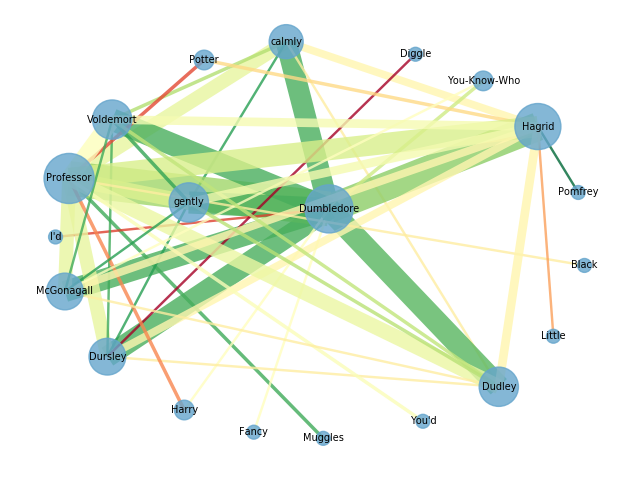 calmly
Diggle
Potter
You-Know-Who
Voldemort
Hagrid
Professor
Pomfrey
gently
Dumbledore
I'd
Black
McGonagall
Little
Dursley
Dudley
Harry
You'd
Fancy
Muggles